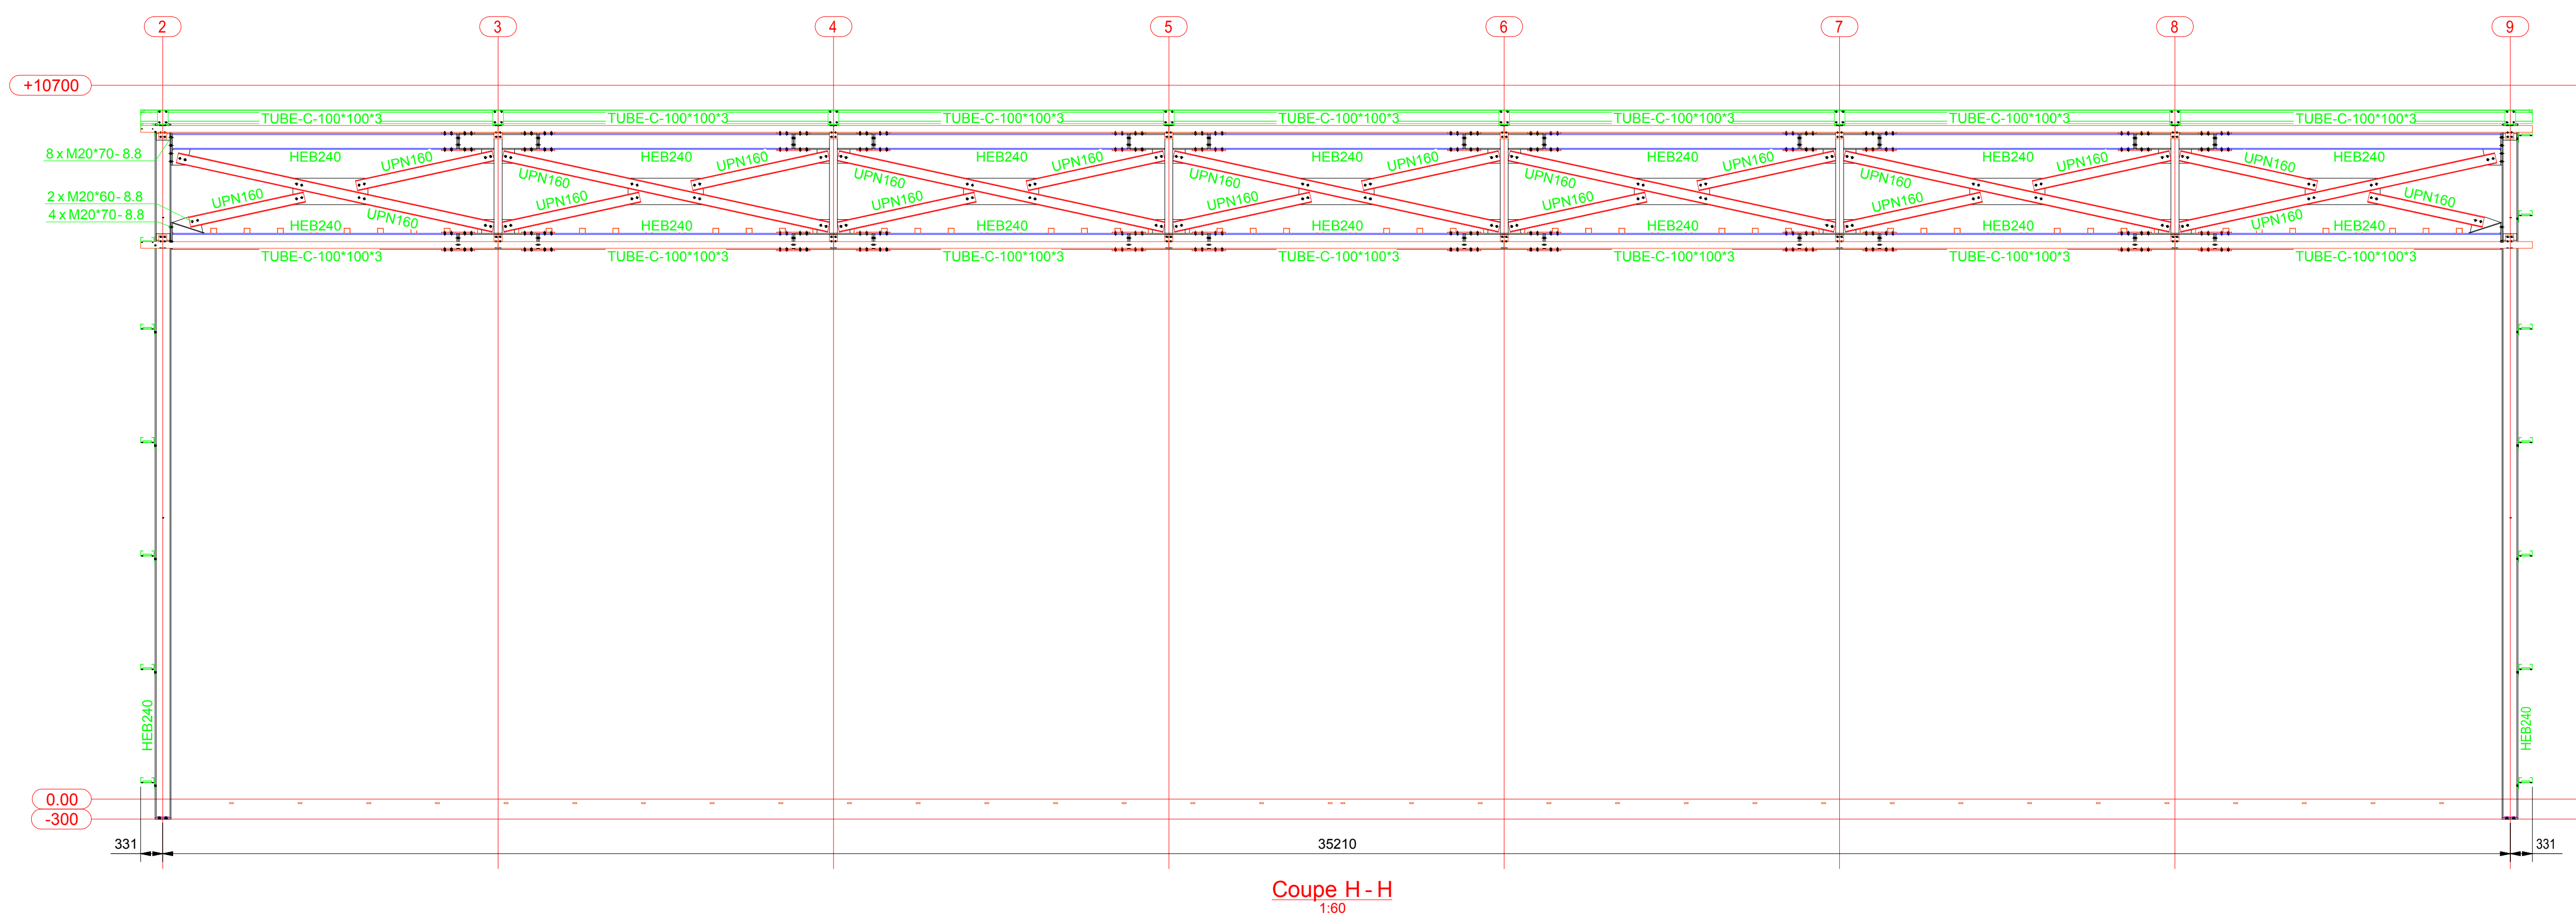 2 3 4 5 6 7 8 9
+10700
TUBE-C-100*100*3 TUBE-C-100*100*3 TUBE-C-100*100*3 TUBE-C-100*100*3 TUBE-C-100*100*3 TUBE-C-100*100*3 TUBE-C-100*100*3
8 x M20*70- 8.8
HEB240 HEB240 HEB240 HEB240 HEB240 HEB240 HEB240
UPN160 UPN160 UPN160 UPN160 UPN160 UPN160 UPN160
UPN160 UPN160 UPN160 UPN160 UPN160
2 x M20*60- 8.8
UPN160 UPN160 UPN160 UPN160 UPN160 UPN160 UPN160
4 x M20*70- 8.8
UPN160 UPN160
HEB240 HEB240 HEB240 HEB240 HEB240 HEB240 HEB240
TUBE-C-100*100*3 TUBE-C-100*100*3 TUBE-C-100*100*3 TUBE-C-100*100*3 TUBE-C-100*100*3 TUBE-C-100*100*3 TUBE-C-100*100*3
HEB240 HEB240
0.00
-300
331 35210 331
Coupe H - H
1:60